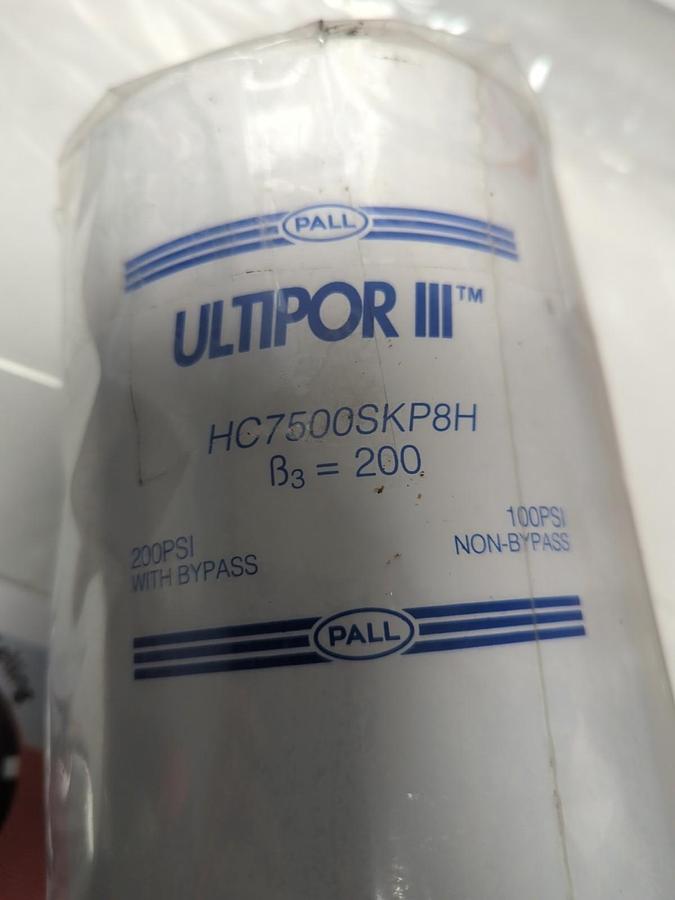 PALL
ULTIPOR III™
HC7500SKP8H
β₃ = 200
200PSI
WITH BYPASS
100PSI
NON-BYPASS
PALL